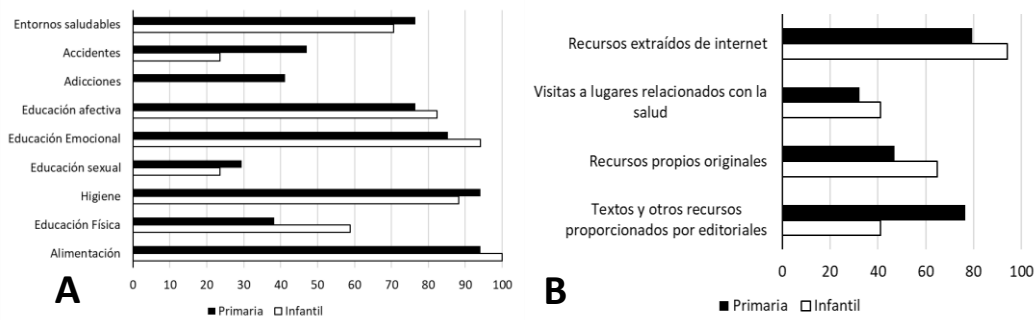 Entornos saludables
Accidentes
Adicciones
Educación afectiva
Educación Emocional
Educación sexual
Higiene
Educación Física
Alimentación
0 10 20 30 40 50 60 70 80 90 100
A
Primaria Infantil
Recursos extraídos de internet
Visitas a lugares relacionados con la
salud
Recursos propios originales
Textos y otros recursos
proporcionados por editoriales
0 20 40 60 80 100
B
Primaria Infantil